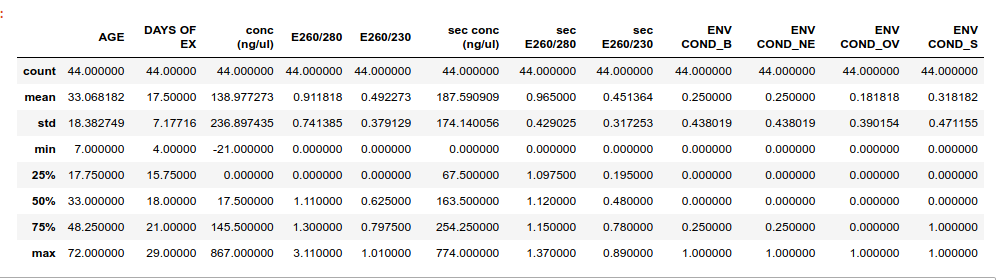 :
AGE DAYS OF EX conc (ng/ul) E260/280 E260/230 sec conc (ng/ul) sec E260/280 sec E260/230 ENV COND_B ENV COND_NE ENV COND_OV ENV COND_S
count 44.000000 44.00000 44.000000 44.000000 44.000000 44.000000 44.000000 44.000000 44.000000 44.000000 44.000000 44.000000
mean 33.068182 17.50000 138.977273 0.911818 0.492273 187.590909 0.965000 0.451364 0.250000 0.250000 0.181818 0.318182
std 18.382749 7.17716 236.897435 0.741385 0.379129 174.140056 0.429025 0.317253 0.438019 0.438019 0.390154 0.471155
min 7.000000 4.00000 -21.000000 0.000000 0.000000 0.000000 0.000000 0.000000 0.000000 0.000000 0.000000 0.000000
25% 17.750000 15.75000 0.000000 0.000000 0.000000 67.500000 1.097500 0.195000 0.000000 0.000000 0.000000 0.000000
50% 33.000000 18.00000 17.500000 1.110000 0.625000 163.500000 1.120000 0.480000 0.000000 0.000000 0.000000 0.000000
75% 48.250000 21.00000 145.500000 1.300000 0.797500 254.250000 1.150000 0.780000 0.250000 0.250000 0.000000 1.000000
max 72.000000 29.00000 867.000000 3.110000 1.010000 774.000000 1.370000 0.890000 1.000000 1.000000 1.000000 1.000000